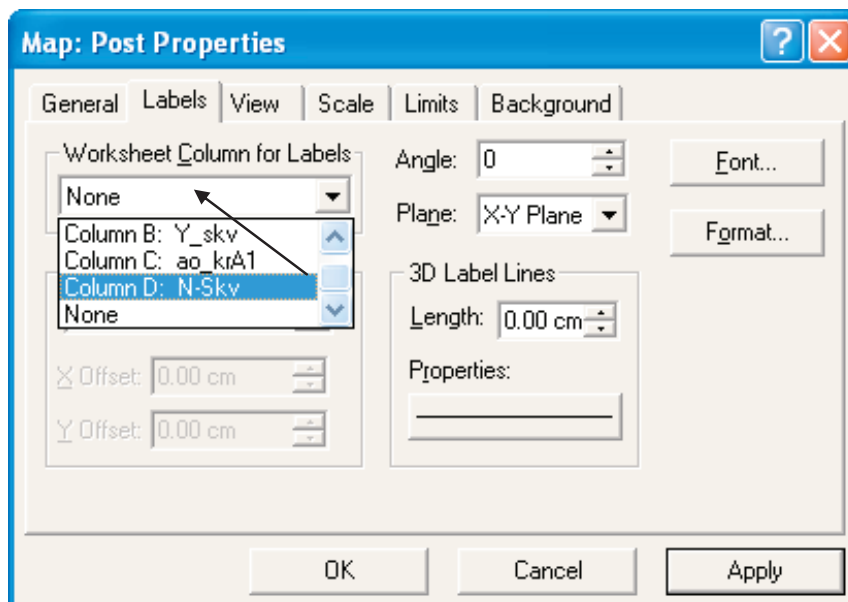 Map: Post Properties
General Labels View Scale Limits Background
Worksheet Column for Labels
None
Column B: Y_skv
Column C: ao_krA1
Column D: N-Skv
None
X Offset: 0.00 cm
Y Offset: 0.00 cm
Angle: 0
Plane: X-Y Plane
3D Label Lines
Length: 0.00 cm
Properties:
Font...
Format...
OK Cancel Apply